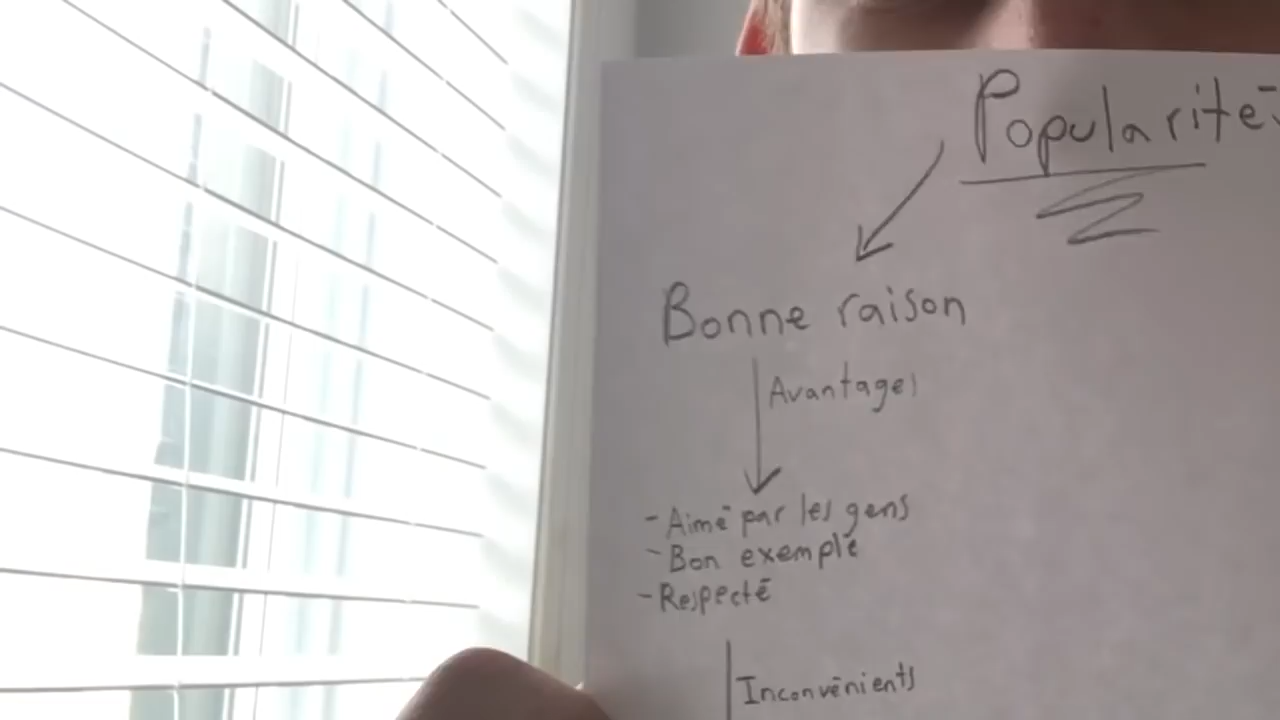 Popularité
Bonne raison
Avantages
- Aimé par les gens
- Bon exemple
- Respecté
Inconvénients